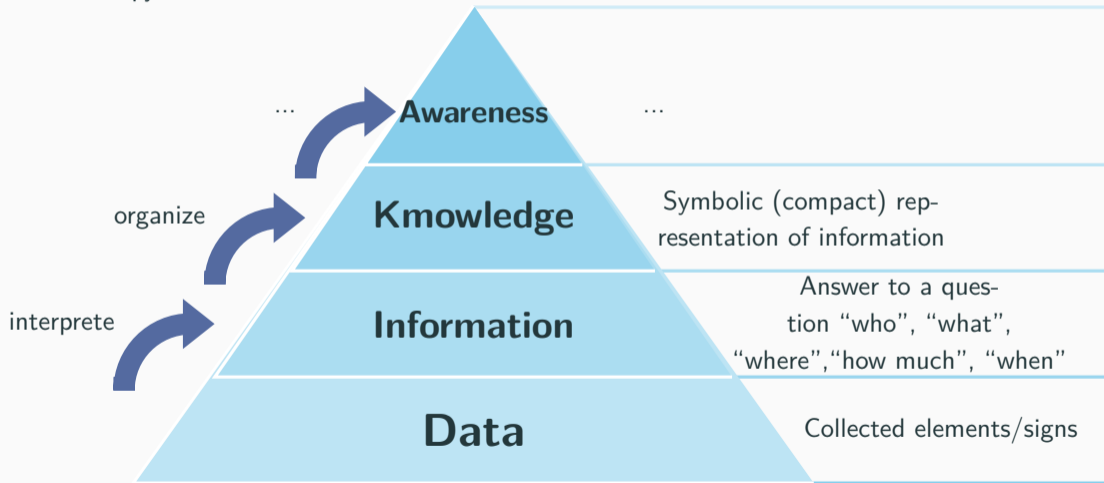 ...
Awareness
...
organize
Kmowledge
Symbolic (compact) rep-
resentation of information
interprete
Information
Answer to a ques-
tion “who”, “what”,
“where”,“how much”, “when”
Data
Collected elements/signs